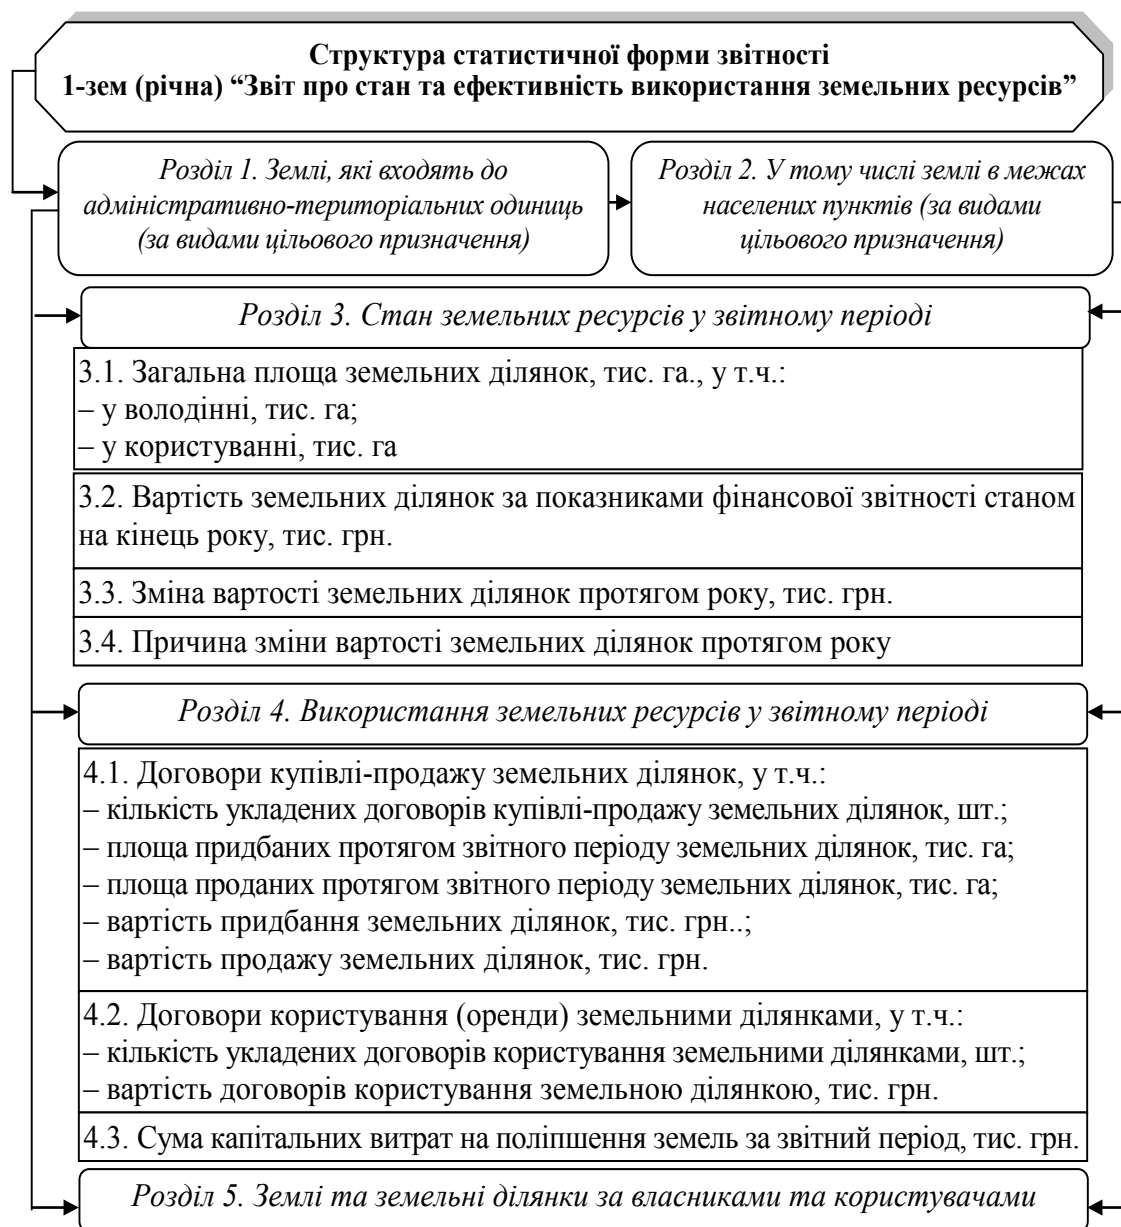 Структура статистичної форми звітності
1-зем (річна) “Звіт про стан та ефективність використання земельних ресурсів”
Розділ 1. Землі, які входять до
адміністративно-територіальних одиниць
(за видами цільового призначення)
Розділ 2. У тому числі землі в межах
населених пунктів (за видами
цільового призначення)
Розділ 3. Стан земельних ресурсів у звітному періоді
3.1. Загальна площа земельних ділянок, тис. га., у т.ч.:
– у володінні, тис. га;
– у користуванні, тис. га
3.2. Вартість земельних ділянок за показниками фінансової звітності станом
на кінець року, тис. грн.
3.3. Зміна вартості земельних ділянок протягом року, тис. грн.
3.4. Причина зміни вартості земельних ділянок протягом року
Розділ 4. Використання земельних ресурсів у звітному періоді
4.1. Договори купівлі-продажу земельних ділянок, у т.ч.:
– кількість укладених договорів купівлі-продажу земельних ділянок, шт.;
– площа придбаних протягом звітного періоду земельних ділянок, тис. га;
– площа проданих протягом звітного періоду земельних ділянок, тис. га;
– вартість придбання земельних ділянок, тис. грн..;
– вартість продажу земельних ділянок, тис. грн.
4.2. Договори користування (оренди) земельними ділянками, у т.ч.:
– кількість укладених договорів користування земельними ділянками, шт.;
– вартість договорів користування земельною ділянкою, тис. грн.
4.3. Сума капітальних витрат на поліпшення земель за звітний період, тис. грн.
Розділ 5. Землі та земельні ділянки за власниками та користувачами